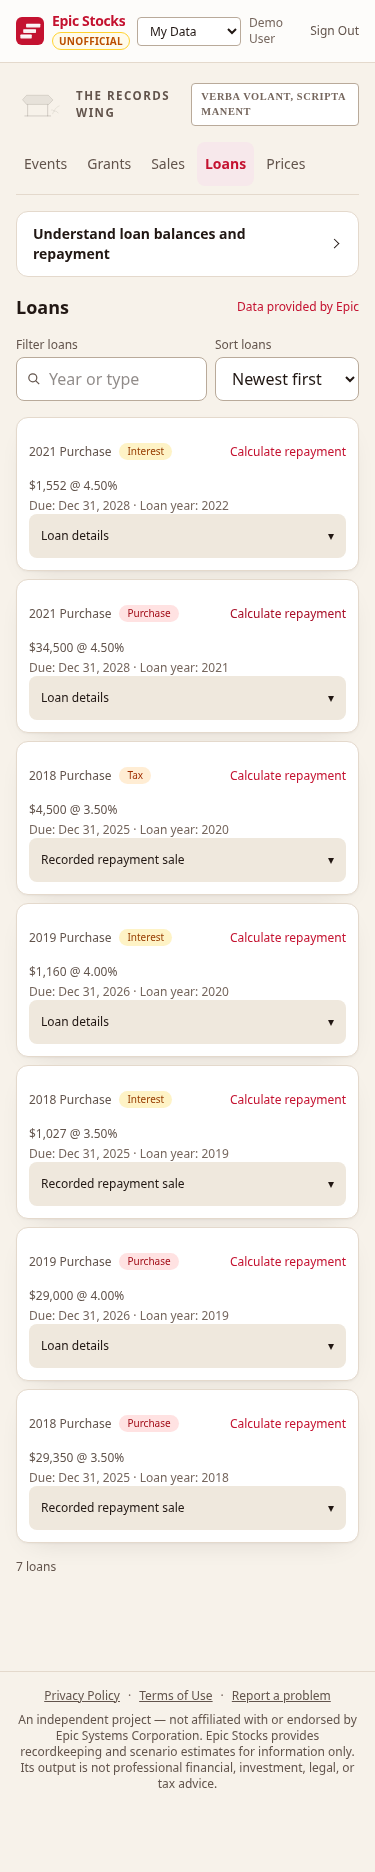 Epic Stocks
UNOFFICIAL
My Data
Demo User
Sign Out
THE RECORDS WING
VERBA VOLANT, SCRIPTA MANENT
Events Grants Sales Loans Prices
Understand loan balances and repayment
Loans
Data provided by Epic
Filter loans
Sort loans
Year or type
Newest first
2021 Purchase Interest Calculate repayment
$1,552 @ 4.50%
Due: Dec 31, 2028 · Loan year: 2022
Loan details ▾
2021 Purchase Purchase Calculate repayment
$34,500 @ 4.50%
Due: Dec 31, 2028 · Loan year: 2021
Loan details ▾
2018 Purchase Tax Calculate repayment
$4,500 @ 3.50%
Due: Dec 31, 2025 · Loan year: 2020
Recorded repayment sale ▾
2019 Purchase Interest Calculate repayment
$1,160 @ 4.00%
Due: Dec 31, 2026 · Loan year: 2020
Loan details ▾
2018 Purchase Interest Calculate repayment
$1,027 @ 3.50%
Due: Dec 31, 2025 · Loan year: 2019
Recorded repayment sale ▾
2019 Purchase Purchase Calculate repayment
$29,000 @ 4.00%
Due: Dec 31, 2026 · Loan year: 2019
Loan details ▾
2018 Purchase Purchase Calculate repayment
$29,350 @ 3.50%
Due: Dec 31, 2025 · Loan year: 2018
Recorded repayment sale ▾
7 loans
Privacy Policy · Terms of Use · Report a problem
An independent project — not affiliated with or endorsed by
Epic Systems Corporation. Epic Stocks provides
recordkeeping and scenario estimates for information only.
Its output is not professional financial, investment, legal, or
tax advice.